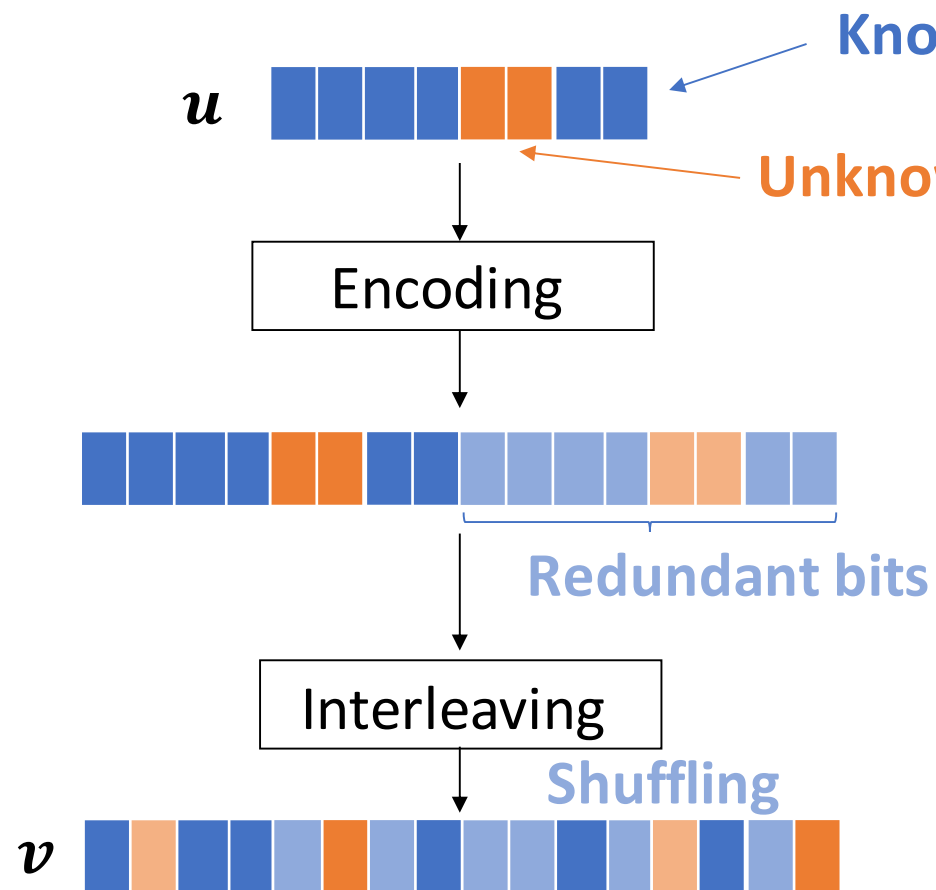 u
Encoding
Redundant bits
Interleaving
Shuffling
v